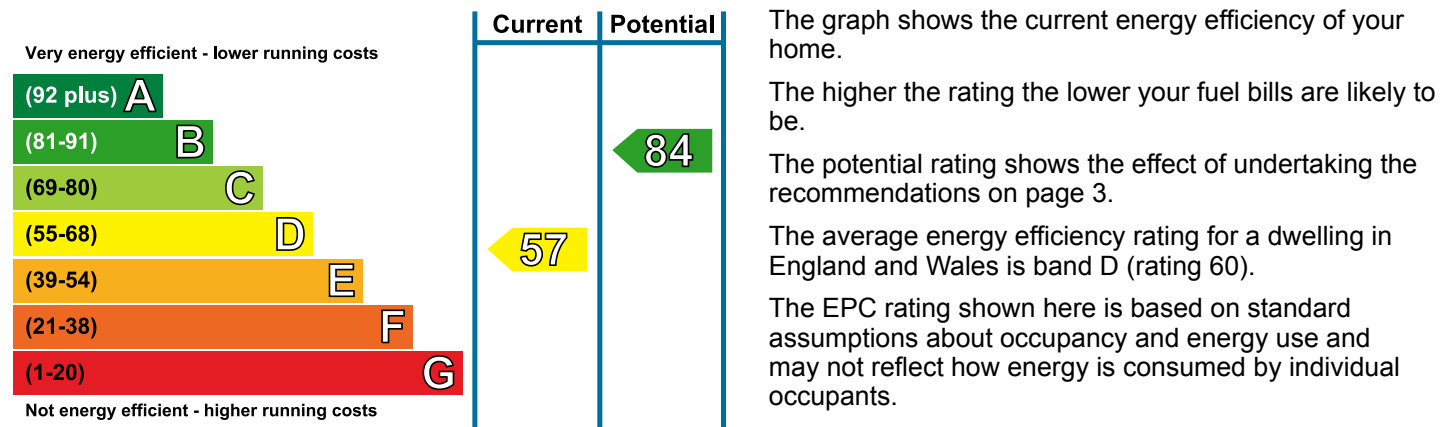 Current Potential
Very energy efficient - lower running costs
(92 plus) A
(81-91) B
84
(69-80) C
(55-68) D
57
(39-54) E
(21-38) F
(1-20) G
Not energy efficient - higher running costs
The graph shows the current energy efficiency of your
home.
The higher the rating the lower your fuel bills are likely to
be.
The potential rating shows the effect of undertaking the
recommendations on page 3.
The average energy efficiency rating for a dwelling in
England and Wales is band D (rating 60).
The EPC rating shown here is based on standard
assumptions about occupancy and energy use and
may not reflect how energy is consumed by individual
occupants.